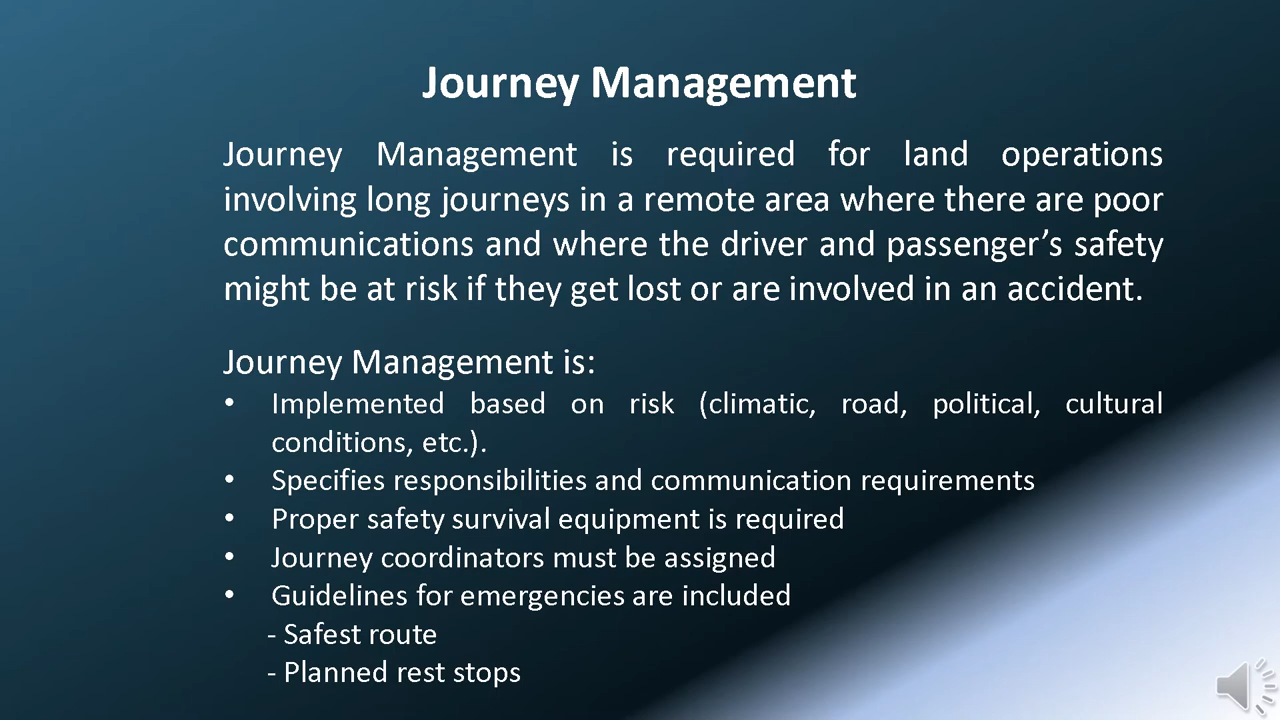 Journey Management
Journey Management is required for land operations
involving long journeys in a remote area where there are poor
communications and where the driver and passenger’s safety
might be at risk if they get lost or are involved in an accident.
Journey Management is:
• Implemented based on risk (climatic, road, political, cultural
conditions, etc.).
• Specifies responsibilities and communication requirements
• Proper safety survival equipment is required
• Journey coordinators must be assigned
• Guidelines for emergencies are included
- Safest route
- Planned rest stops